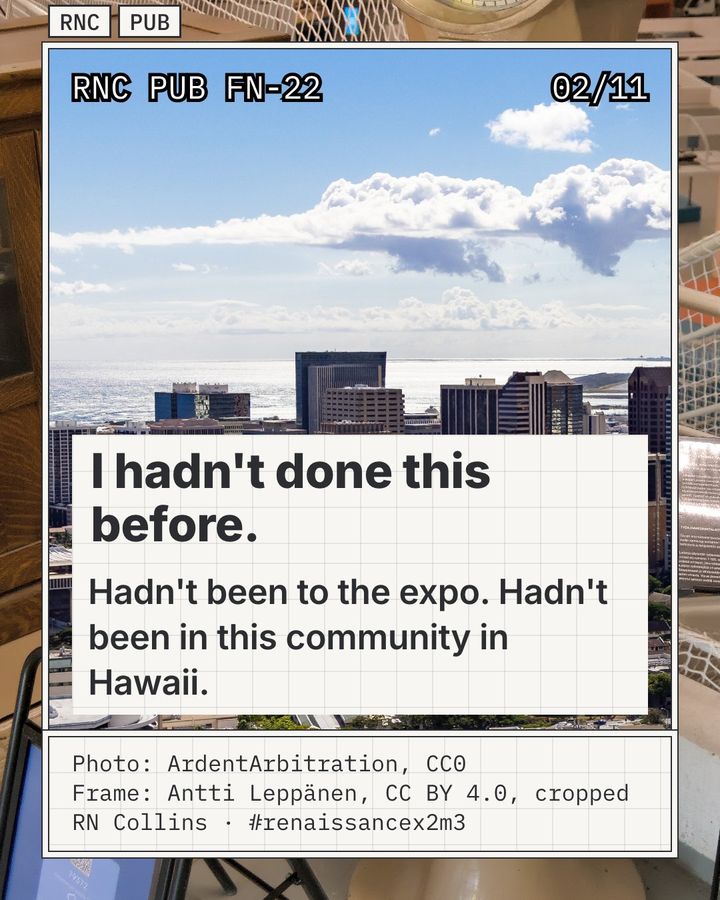 RNC PUB
RNC PUB FN-22 02/11
I hadn't done this
before.
Hadn't been to the expo. Hadn't
been in this community in
Hawaii.
Photo: ArdentArbitration, CC0
Frame: Antti Leppänen, CC BY 4.0, cropped
RN Collins · #renaissancex2m3